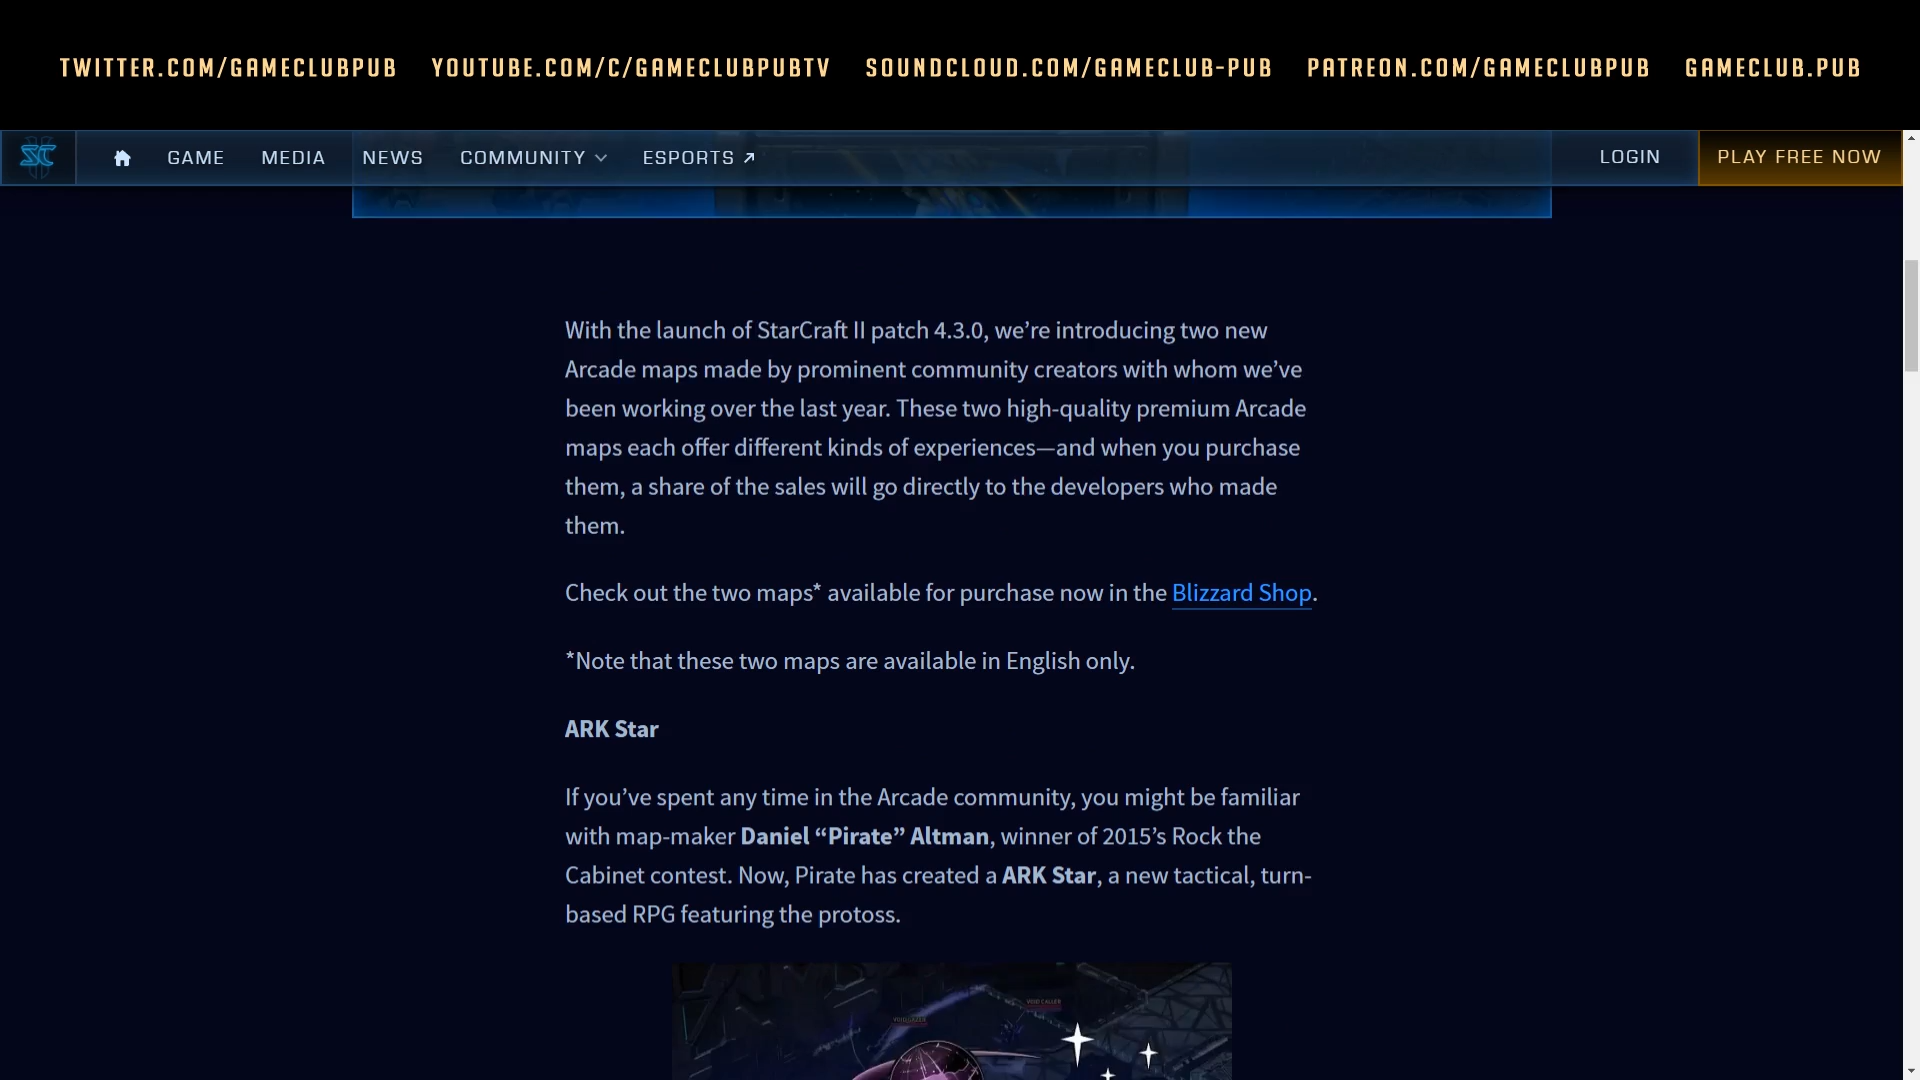 TWITTER.COM/GAMECLUBPUB YOUTUBE.COM/C/GAMECLUBPUBTV SOUNDCLOUD.COM/GAMECLUB-PUB PATREON.COM/GAMECLUBPUB GAMECLUB.PUB
SC GAME MEDIA NEWS COMMUNITY ESPORTS LOGIN PLAY FREE NOW
With the launch of StarCraft II patch 4.3.0, we’re introducing two new
Arcade maps made by prominent community creators with whom we’ve
been working over the last year. These two high-quality premium Arcade
maps each offer different kinds of experiences—and when you purchase
them, a share of the sales will go directly to the developers who made
them.
Check out the two maps* available for purchase now in the Blizzard Shop.
*Note that these two maps are available in English only.
ARK Star
If you’ve spent any time in the Arcade community, you might be familiar
with map-maker Daniel “Pirate” Altman, winner of 2015’s Rock the
Cabinet contest. Now, Pirate has created a ARK Star, a new tactical, turn-
based RPG featuring the protoss.
VOID CALLER